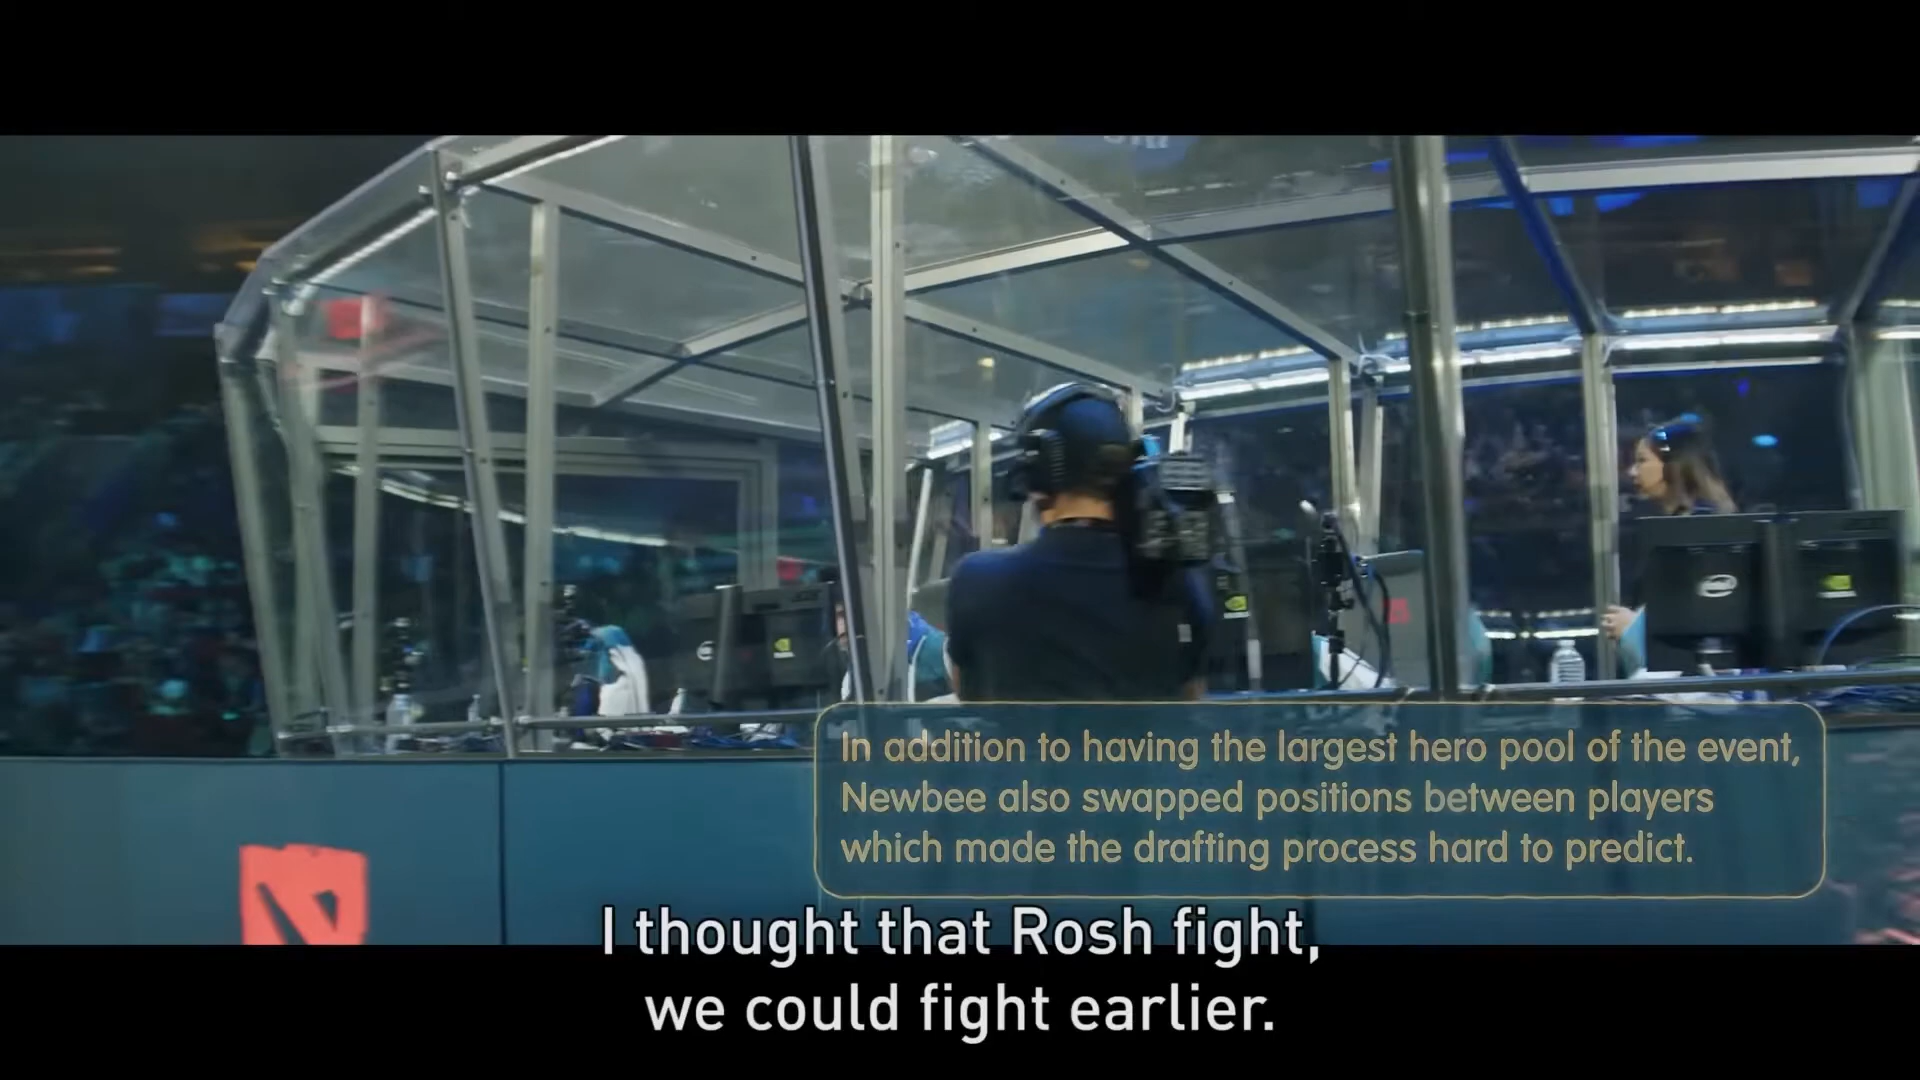 intel
In addition to having the largest hero pool of the event,
Newbee also swapped positions between players
which made the drafting process hard to predict.
I thought that Rosh fight,
we could fight earlier.